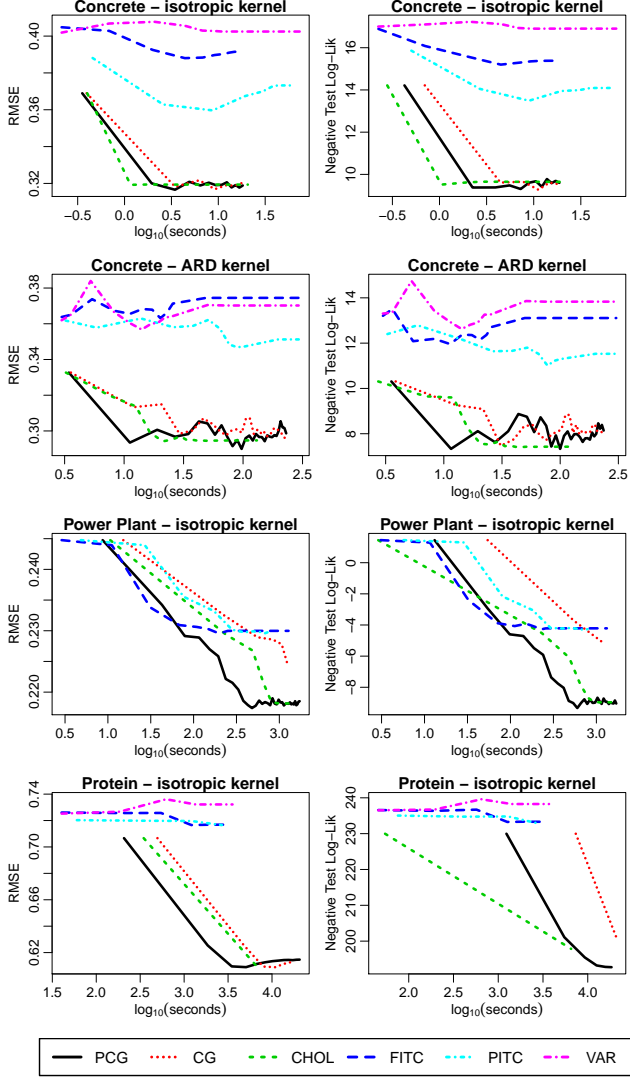 Concrete − isotropic kernel
RMSE
0.32 0.36 0.40
−0.5 0.0 0.5 1.0 1.5
log10(seconds)
Concrete − isotropic kernel
Negative Test Log−Lik
10 12 14 16
−0.5 0.0 0.5 1.0 1.5
log10(seconds)
Concrete − ARD kernel
RMSE
0.30 0.34 0.38
0.5 1.0 1.5 2.0 2.5
log10(seconds)
Concrete − ARD kernel
Negative Test Log−Lik
8 10 12 14
0.5 1.0 1.5 2.0 2.5
log10(seconds)
Power Plant − isotropic kernel
RMSE
0.220 0.230 0.240
0.5 1.0 1.5 2.0 2.5 3.0
log10(seconds)
Power Plant − isotropic kernel
Negative Test Log−Lik
−8 −6 −4 −2 0
0.5 1.0 1.5 2.0 2.5 3.0
log10(seconds)
Protein − isotropic kernel
RMSE
0.62 0.66 0.70 0.74
1.5 2.0 2.5 3.0 3.5 4.0
log10(seconds)
Protein − isotropic kernel
Negative Test Log−Lik
200 210 220 230 240
2.0 2.5 3.0 3.5 4.0
log10(seconds)
PCG CG CHOL FITC PITC VAR